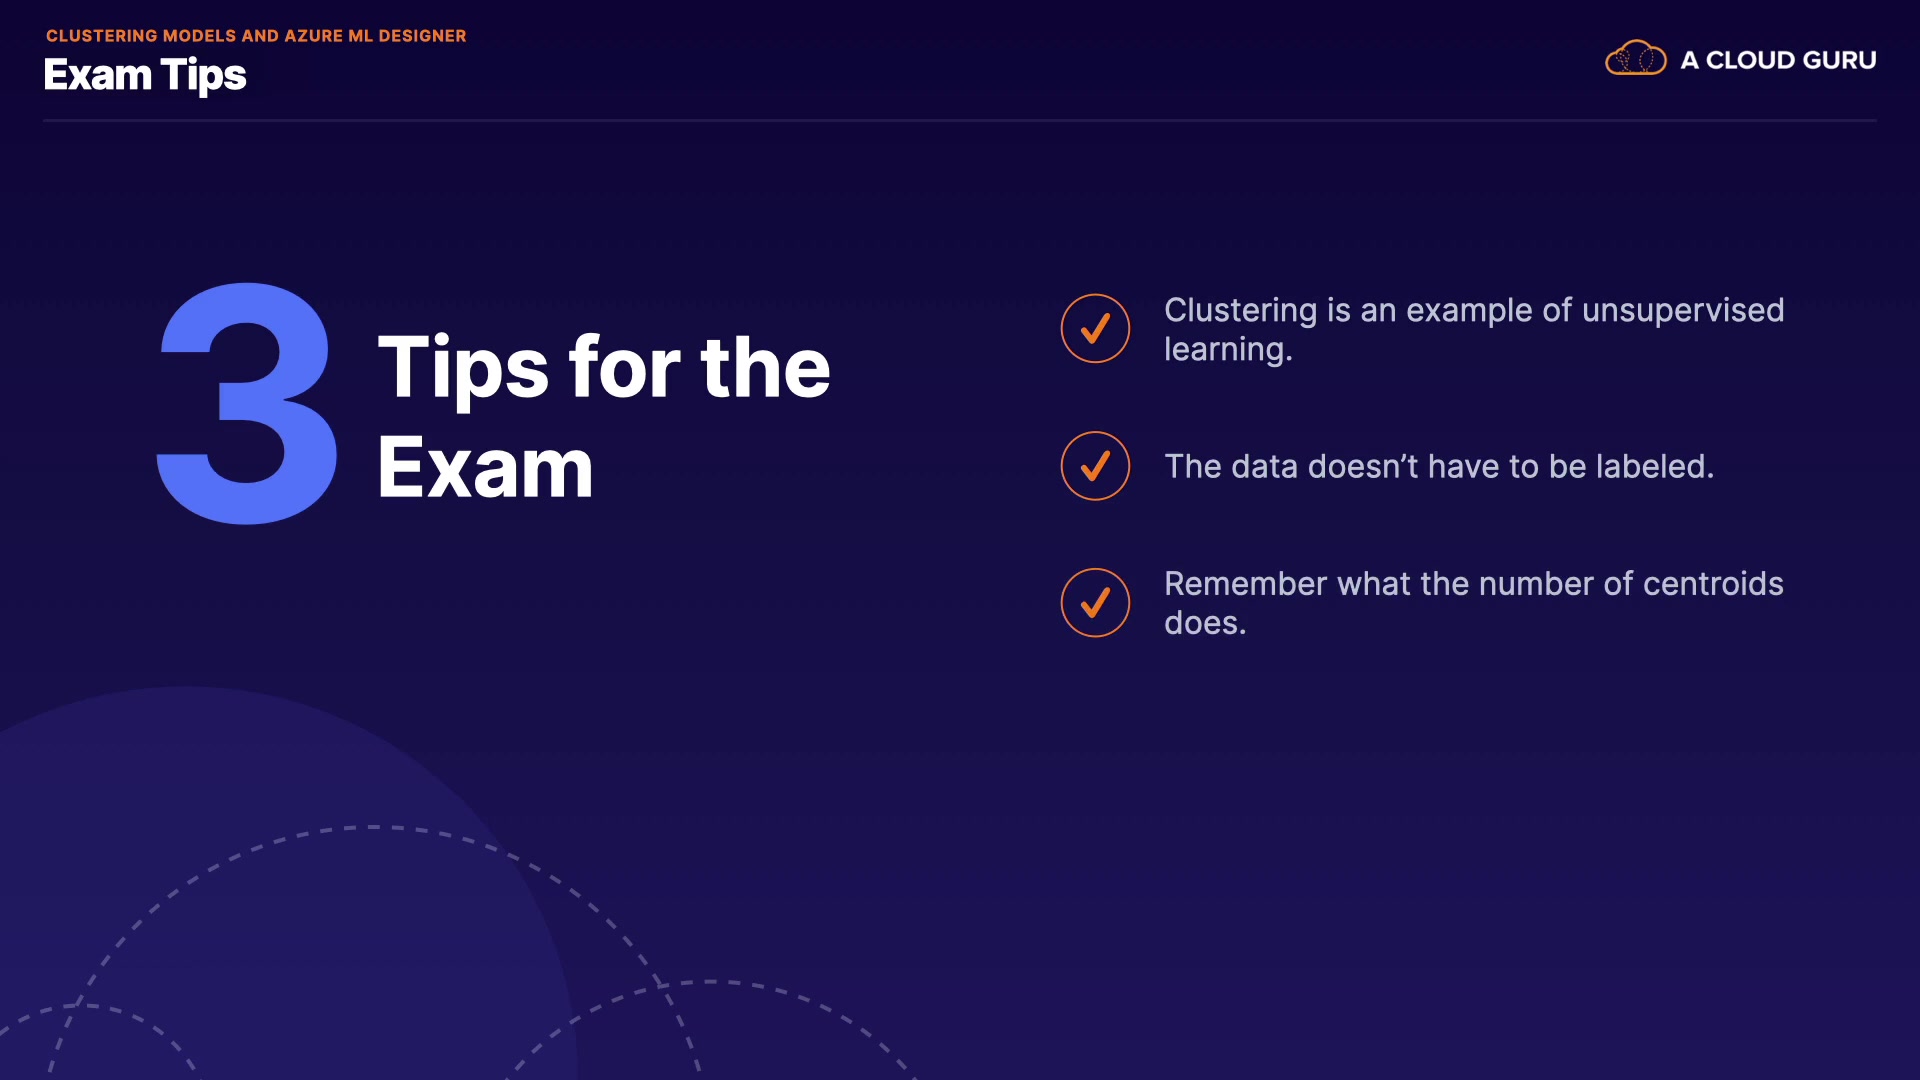 CLUSTERING MODELS AND AZURE ML DESIGNER
Exam Tips
A CLOUD GURU
3
Tips for the
Exam
Clustering is an example of unsupervised
learning.
The data doesn’t have to be labeled.
Remember what the number of centroids
does.